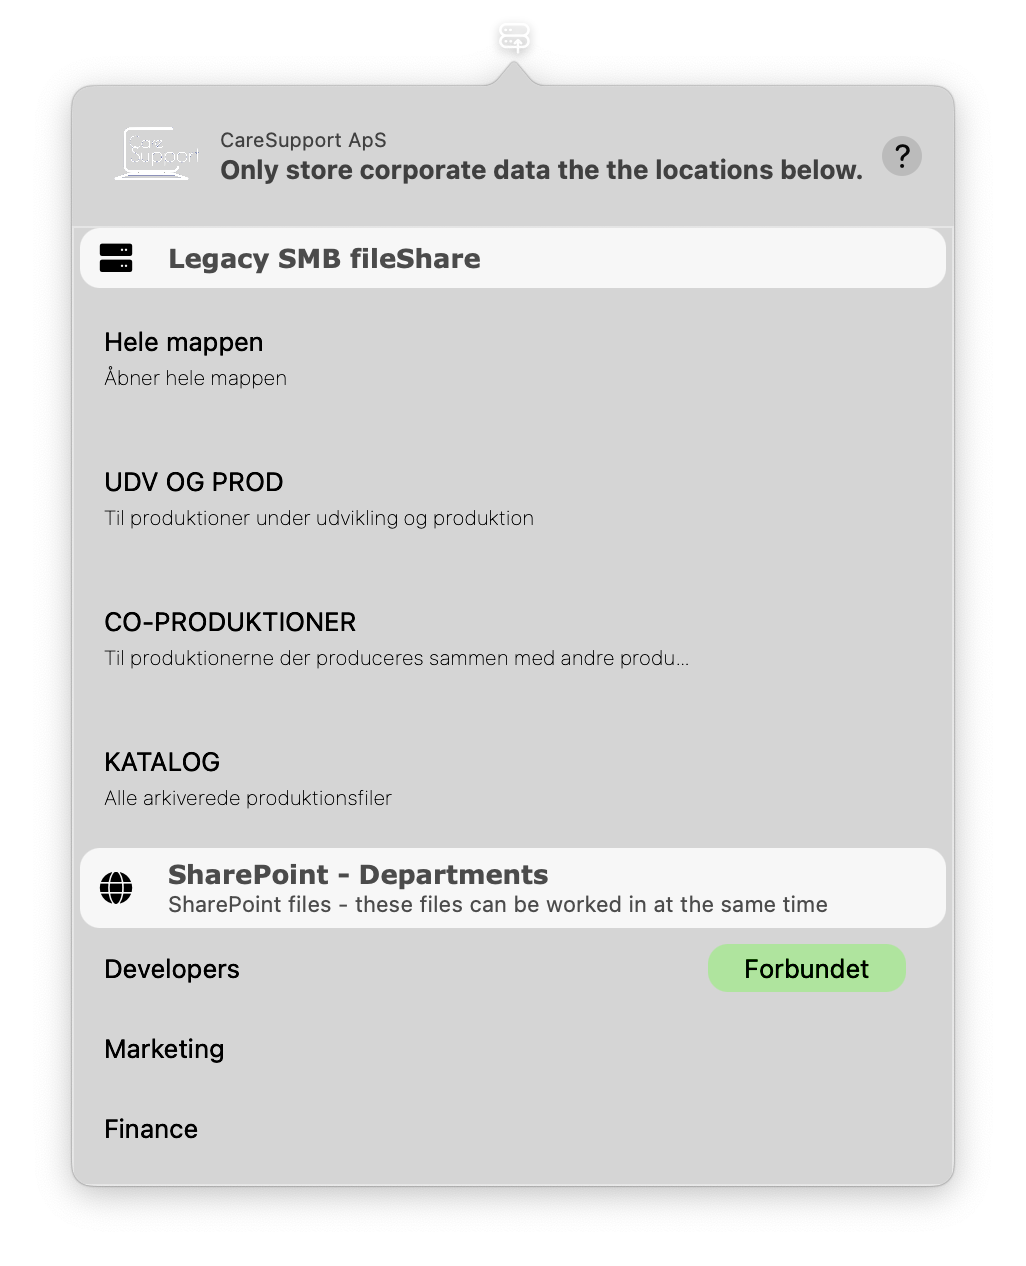 Care
Support
CareSupport ApS
Only store corporate data the the locations below.
?
Legacy SMB fileShare
Hele mappen
Åbner hele mappen
UDV OG PROD
Til produktioner under udvikling og produktion
CO-PRODUKTIONER
Til produktionerne der produceres sammen med andre produ...
KATALOG
Alle arkiverede produktionsfiler
SharePoint - Departments
SharePoint files - these files can be worked in at the same time
Developers
Forbundet
Marketing
Finance